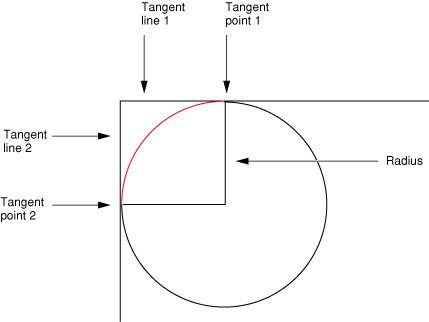 Tangent
line 1
Tangent
point 1
Tangent
line 2
Radius
Tangent
point 2